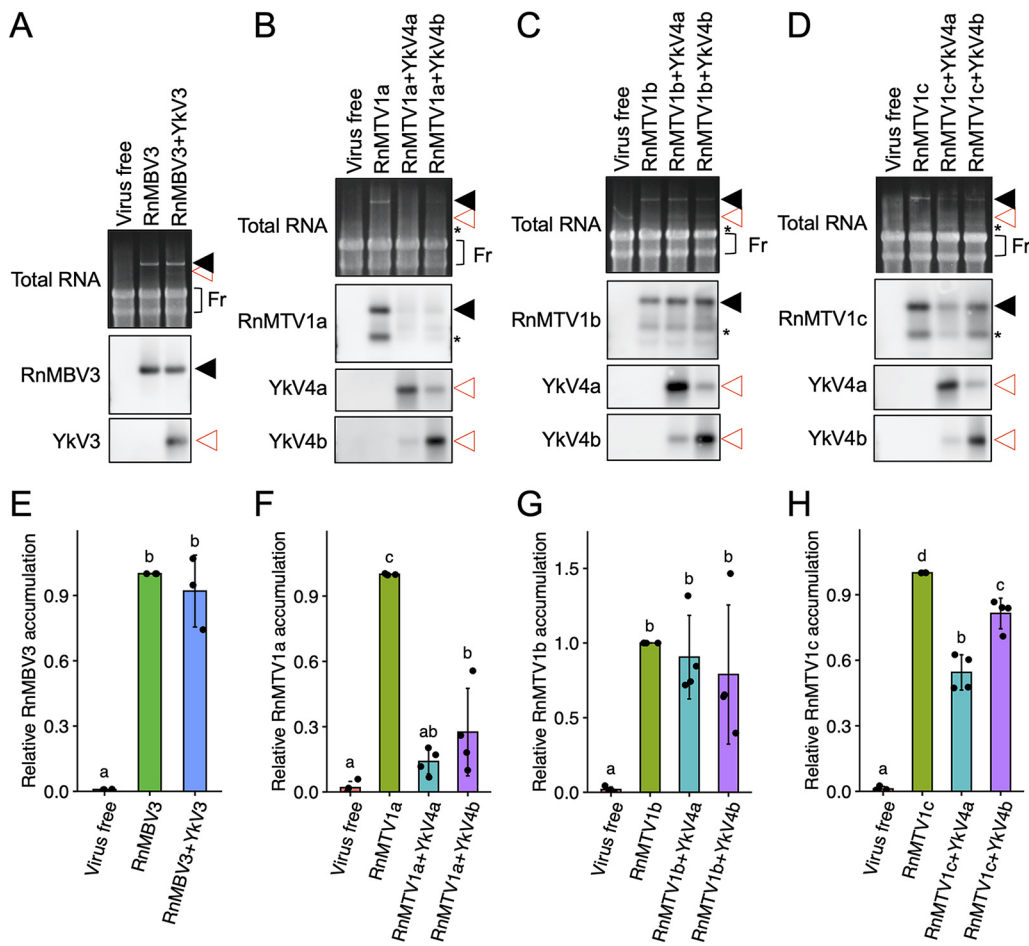 A
Virus free
RnMBV3
RnMBV3+YkV3
Total RNA
Fr
RnMBV3
YkV3
B
Virus free
RnMTV1a
RnMTV1a+YkV4a
RnMTV1a+YkV4b
Total RNA
*
Fr
RnMTV1a
*
YkV4a
YkV4b
C
Virus free
RnMTV1b
RnMTV1b+YkV4a
RnMTV1b+YkV4b
Total RNA
*
Fr
RnMTV1b
*
YkV4a
YkV4b
D
Virus free
RnMTV1c
RnMTV1c+YkV4a
RnMTV1c+YkV4b
Total RNA
*
Fr
RnMTV1c
*
YkV4a
YkV4b
E
Relative RnMBV3 accumulation
0.9
0.6
0.3
0.0
a
b
b
Virus free
RnMBV3
RnMBV3+YkV3
F
Relative RnMTV1a accumulation
0.9
0.6
0.3
0.0
a
c
ab
b
Virus free
RnMTV1a
RnMTV1a+YkV4a
RnMTV1a+YkV4b
G
Relative RnMTV1b accumulation
1.5
1.0
0.5
0.0
a
b
b
b
Virus free
RnMTV1b
RnMTV1b+YkV4a
RnMTV1b+YkV4b
H
Relative RnMTV1c accumulation
0.9
0.6
0.3
0.0
a
d
b
c
Virus free
RnMTV1c
RnMTV1c+YkV4a
RnMTV1c+YkV4b